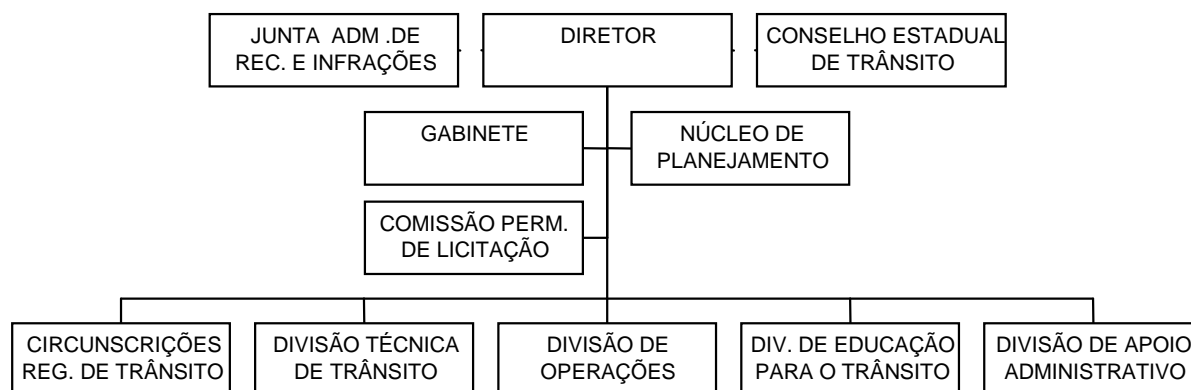 JUNTA ADM .DE
REC. E INFRAÇÕES
DIRETOR
CONSELHO ESTADUAL
DE TRÂNSITO
GABINETE
NÚCLEO DE
PLANEJAMENTO
COMISSÃO PERM.
DE LICITAÇÃO
CIRCUNSCRIÇÕES
REG. DE TRÂNSITO
DIVISÃO TÉCNICA
DE TRÂNSITO
DIVISÃO DE
OPERAÇÕES
DIV. DE EDUCAÇÃO
PARA O TRÂNSITO
DIVISÃO DE APOIO
ADMINISTRATIVO